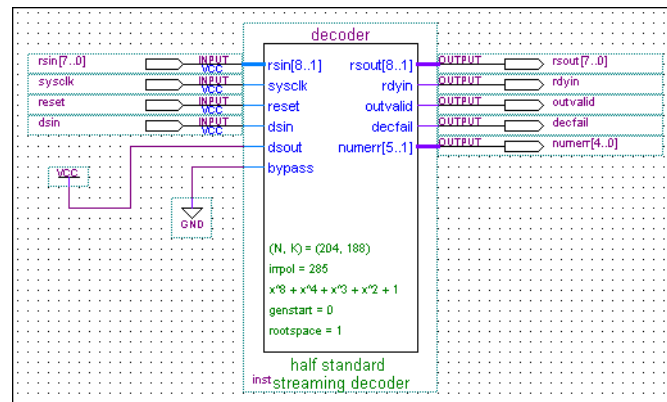 decoder
rsin[7..0] INPUT VCC rsin[8..1] rsout[8..1] OUTPUT rsout[7..0]
sysclk INPUT VCC sysclk rdyin OUTPUT rdyin
reset INPUT VCC reset outvalid OUTPUT outvalid
dsin INPUT VCC dsin decfail OUTPUT decfail
dsout numerr[5..1] OUTPUT numerr[4..0]
VCC bypass
GND
(N, K) = (204, 188)
irrpol = 285
x^8 + x^4 + x^3 + x^2 + 1
genstart = 0
rootspace = 1
half standard
inst streaming decoder